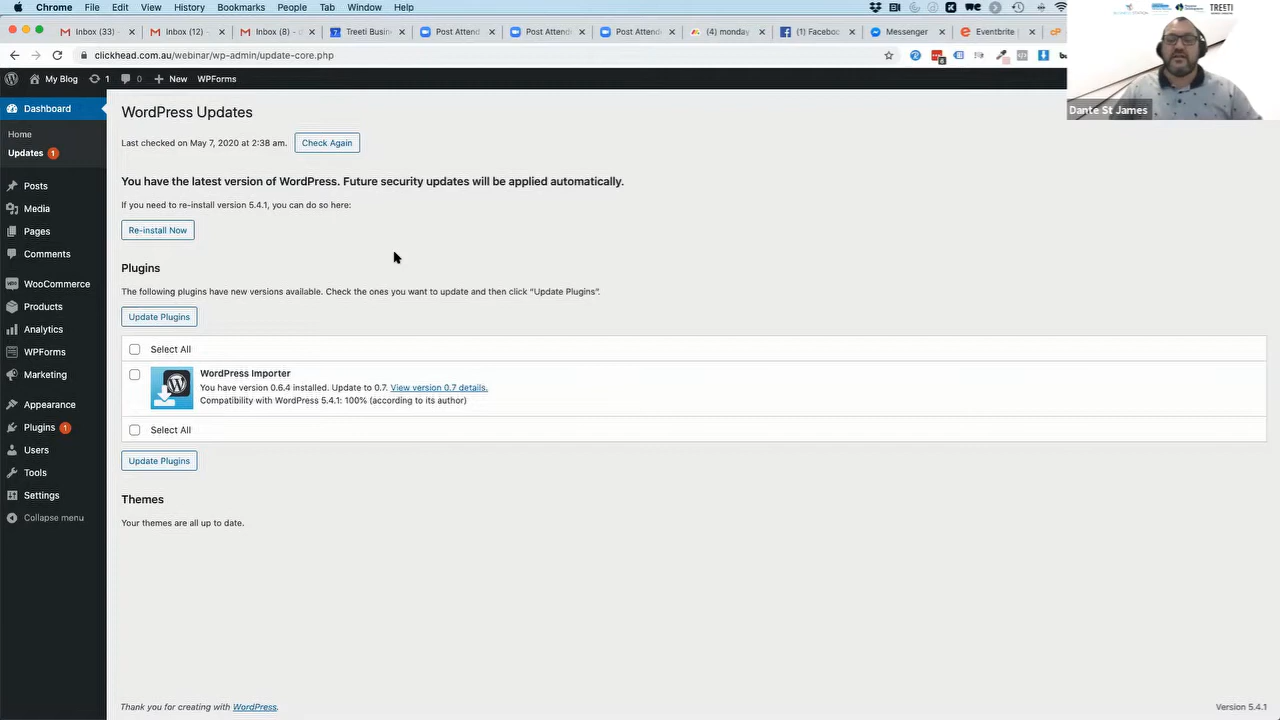 Chrome File Edit View History Bookmarks People Tab Window Help
Inbox (33) Inbox (12) Inbox (8) Treeti Busin Post Attend Post Attend Post Attend (4) monday (1) Faceboo Messenger Eventbrite
clickhead.com.au/webinar/wp-admin/update-core.php
TREETI
My Blog 1 0 New WPForms
Dante St James
Dashboard
Home
Updates 1
Posts
Media
Pages
Comments
WooCommerce
Products
Analytics
WPForms
Marketing
Appearance
Plugins 1
Users
Tools
Settings
Collapse menu
WordPress Updates
Last checked on May 7, 2020 at 2:38 am. Check Again
You have the latest version of WordPress. Future security updates will be applied automatically.
If you need to re-install version 5.4.1, you can do so here:
Re-install Now
Plugins
The following plugins have new versions available. Check the ones you want to update and then click “Update Plugins”.
Update Plugins
Select All
WordPress Importer
You have version 0.6.4 installed. Update to 0.7. View version 0.7 details.
Compatibility with WordPress 5.4.1: 100% (according to its author)
Select All
Update Plugins
Themes
Your themes are all up to date.
Thank you for creating with WordPress. Version 5.4.1